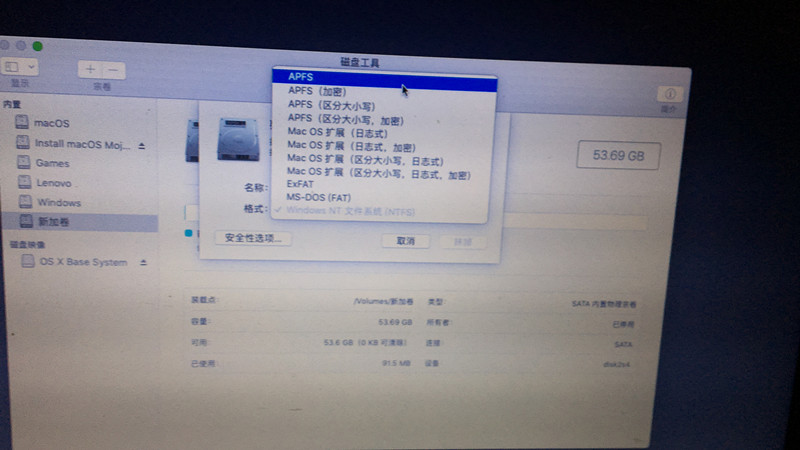 磁盘工具
显示
宗卷
内置
macOS
Install macOS Moj...
Games
Lenovo
Windows
新加卷
磁盘映像
OS X Base System
APFS
APFS（加密）
APFS（区分大小写）
APFS（区分大小写，加密）
Mac OS 扩展（日志式）
Mac OS 扩展（日志式，加密）
Mac OS 扩展（区分大小写，日志式）
Mac OS 扩展（区分大小写，日志式，加密）
ExFAT
MS-DOS (FAT)
✓ Windows NT 文件系统 (NTFS)
名称:
格式:
安全性选项...
取消
抹掉
53.69 GB
装载点: /Volumes/新加卷 类型: SATA 内置物理宗卷
容量: 53.69 GB 所有者: 已停用
可用: 53.6 GB（0 KB 可清除） 连接: SATA
已使用: 91.5 MB 设备: disk2s4